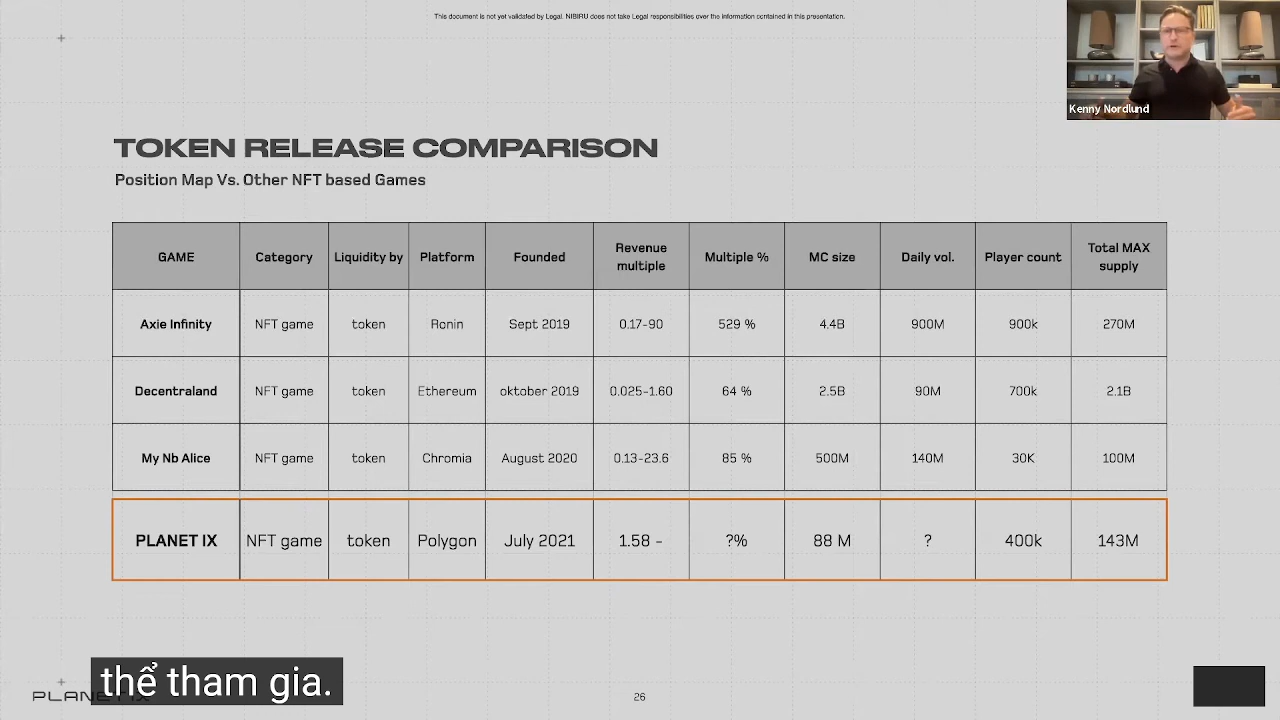 This document is not yet validated by Legal. NIBIRU does not take Legal responsibilities over the information contained in this presentation.
Kenny Nordlund
TOKEN RELEASE COMPARISON
Position Map Vs. Other NFT based Games
GAME Category Liquidity by Platform Founded Revenue multiple Multiple % MC size Daily vol. Player count Total MAX supply
Axie Infinity NFT game token Ronin Sept 2019 0.17-90 529 % 4.4B 900M 900k 270M
Decentraland NFT game token Ethereum oktober 2019 0.025-1.60 64 % 2.5B 90M 700k 2.1B
My Nb Alice NFT game token Chromia August 2020 0.13-23.6 85 % 500M 140M 30K 100M
PLANET IX NFT game token Polygon July 2021 1.58 - ?% 88 M ? 400k 143M
thể tham gia.
PLANET IX
26